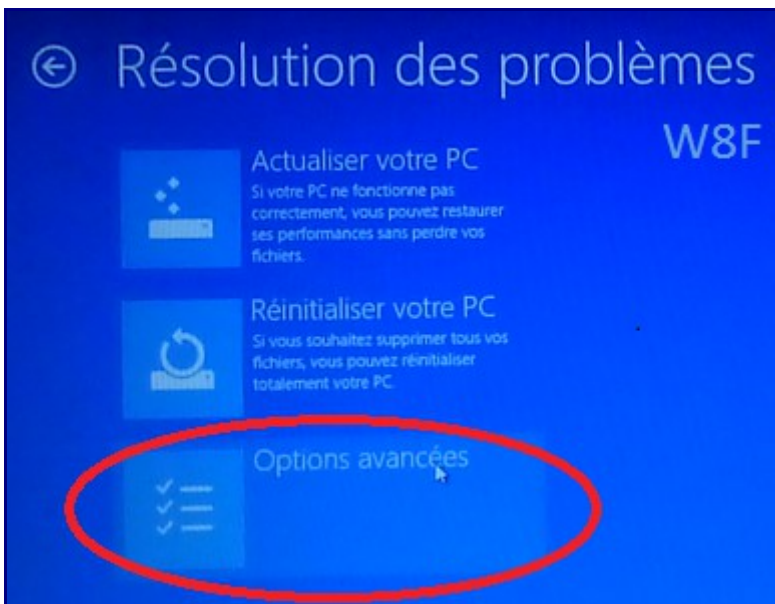 Résolution des problèmes
W8F
Actualiser votre PC
Si votre PC ne fonctionne pas
correctement, vous pouvez restaurer
ses performances sans perdre vos
fichiers.
Réinitialiser votre PC
Si vous souhaitez supprimer tous vos
fichiers, vous pouvez réinitialiser
totalement votre PC.
Options avancées